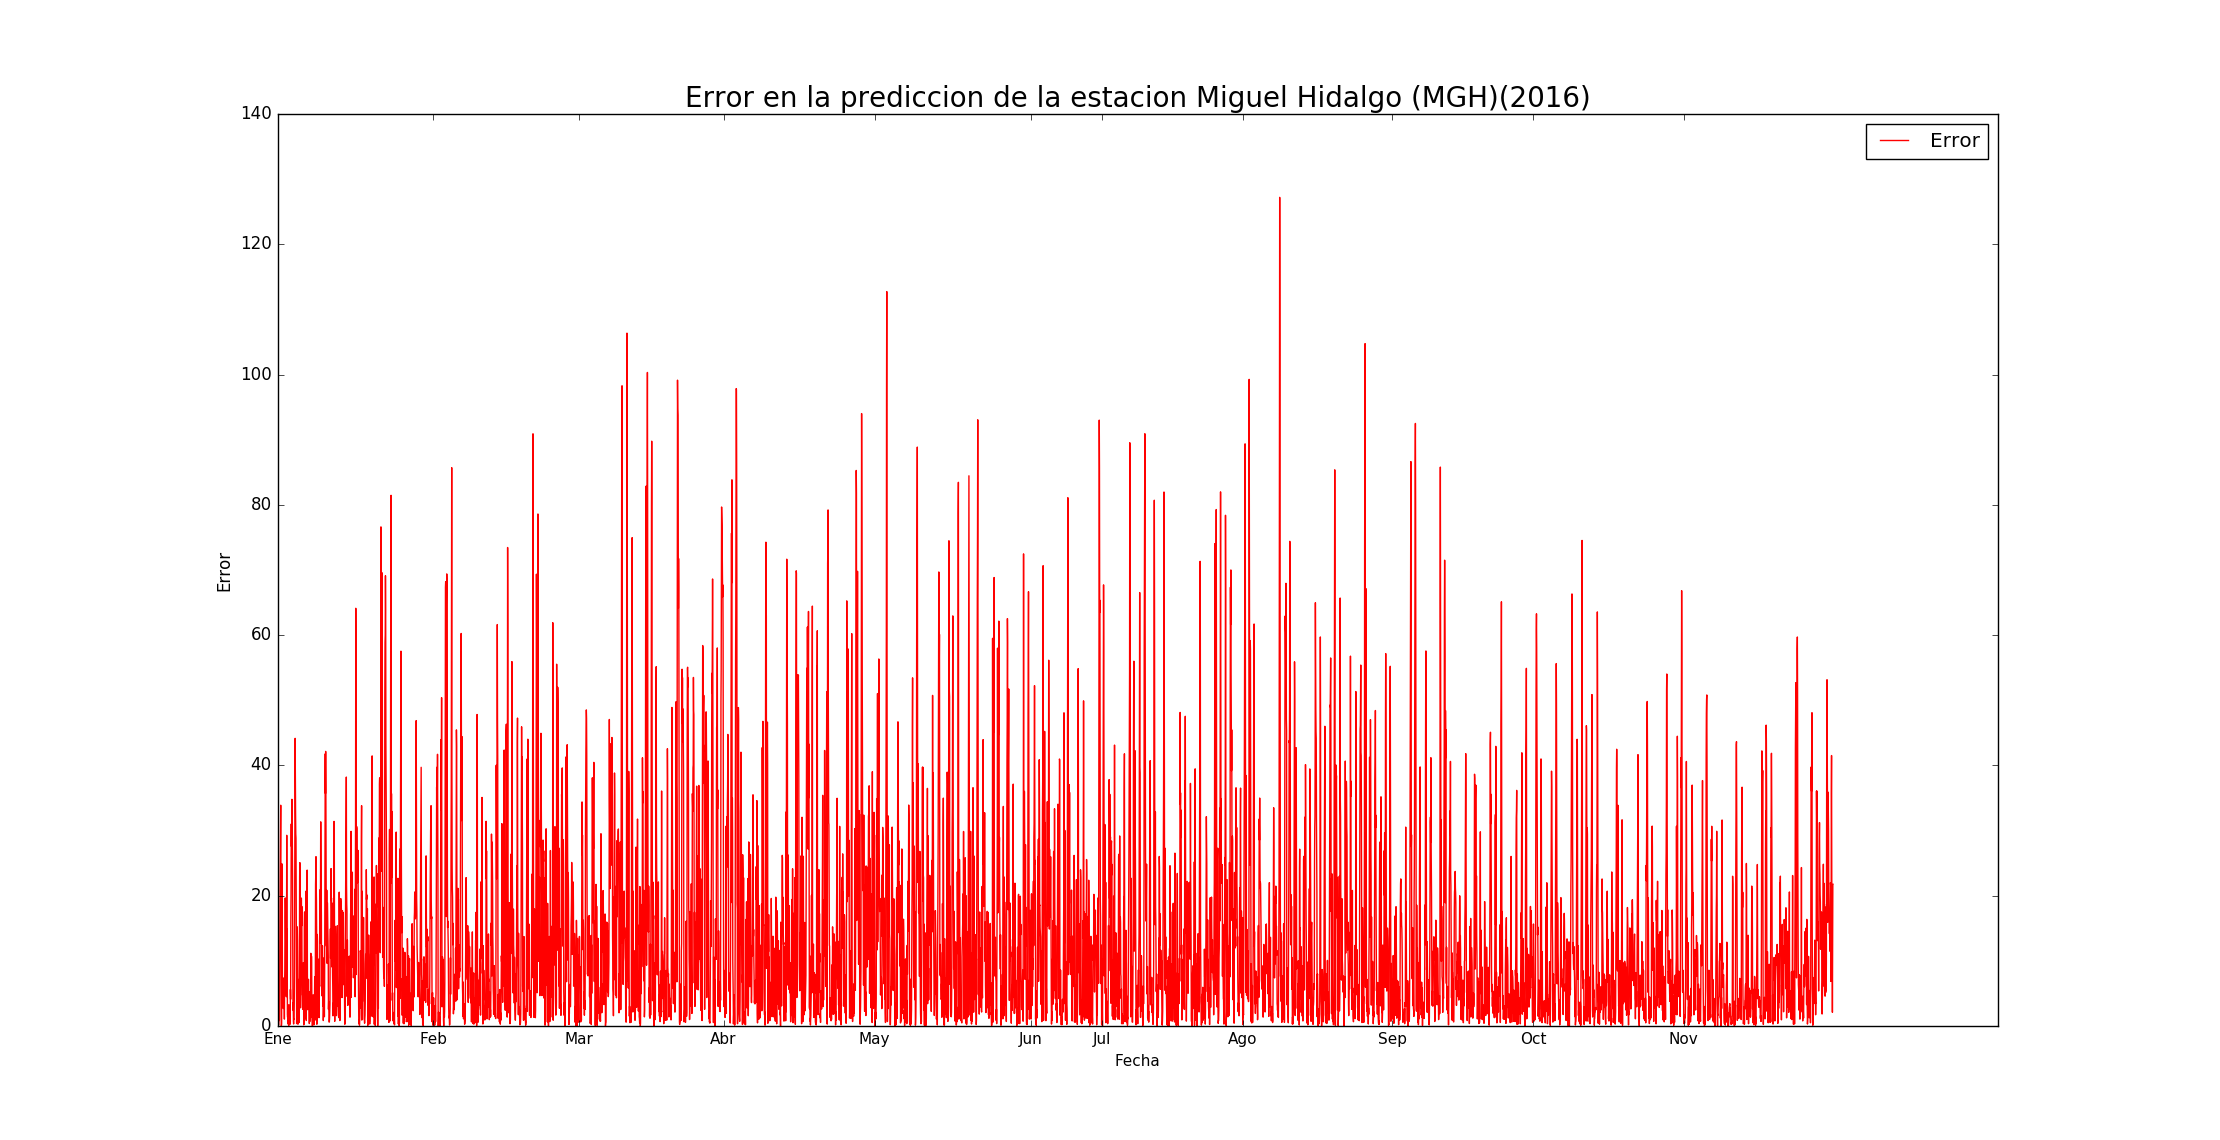 Error en la prediccion de la estacion Miguel Hidalgo (MGH)(2016)
140
Error
120
100
80
60
40
20
0
Error
Ene Feb Mar Abr May Jun Jul Ago Sep Oct Nov
Fecha